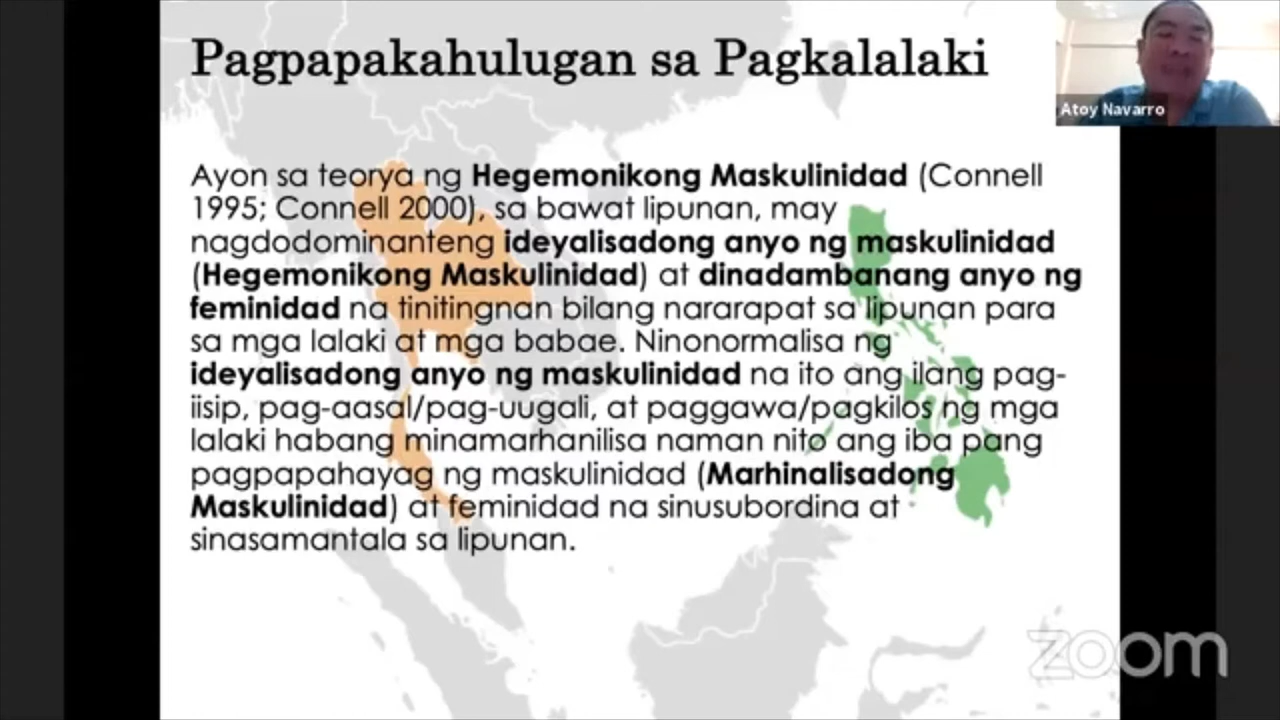 Pagpapakahulugan sa Pagkalalaki
Atoy Navarro
Ayon sa teorya ng Hegemonikong Maskulinidad (Connell
1995; Connell 2000), sa bawat lipunan, may
nagdodominanteng ideyalisadong anyo ng maskulinidad
(Hegemonikong Maskulinidad) at dinadambanang anyo ng
feminidad na tinitingnan bilang nararapat sa lipunan para
sa mga lalaki at mga babae. Ninonormalisa ng
ideyalisadong anyo ng maskulinidad na ito ang ilang pag-
iisip, pag-aasal/pag-uugali, at paggawa/pagkilos ng mga
lalaki habang minamarhanilisa naman nito ang iba pang
pagpapahayag ng maskulinidad (Marhinalisadong
Maskulinidad) at feminidad na sinusubordina at
sinasamantala sa lipunan.
zoom